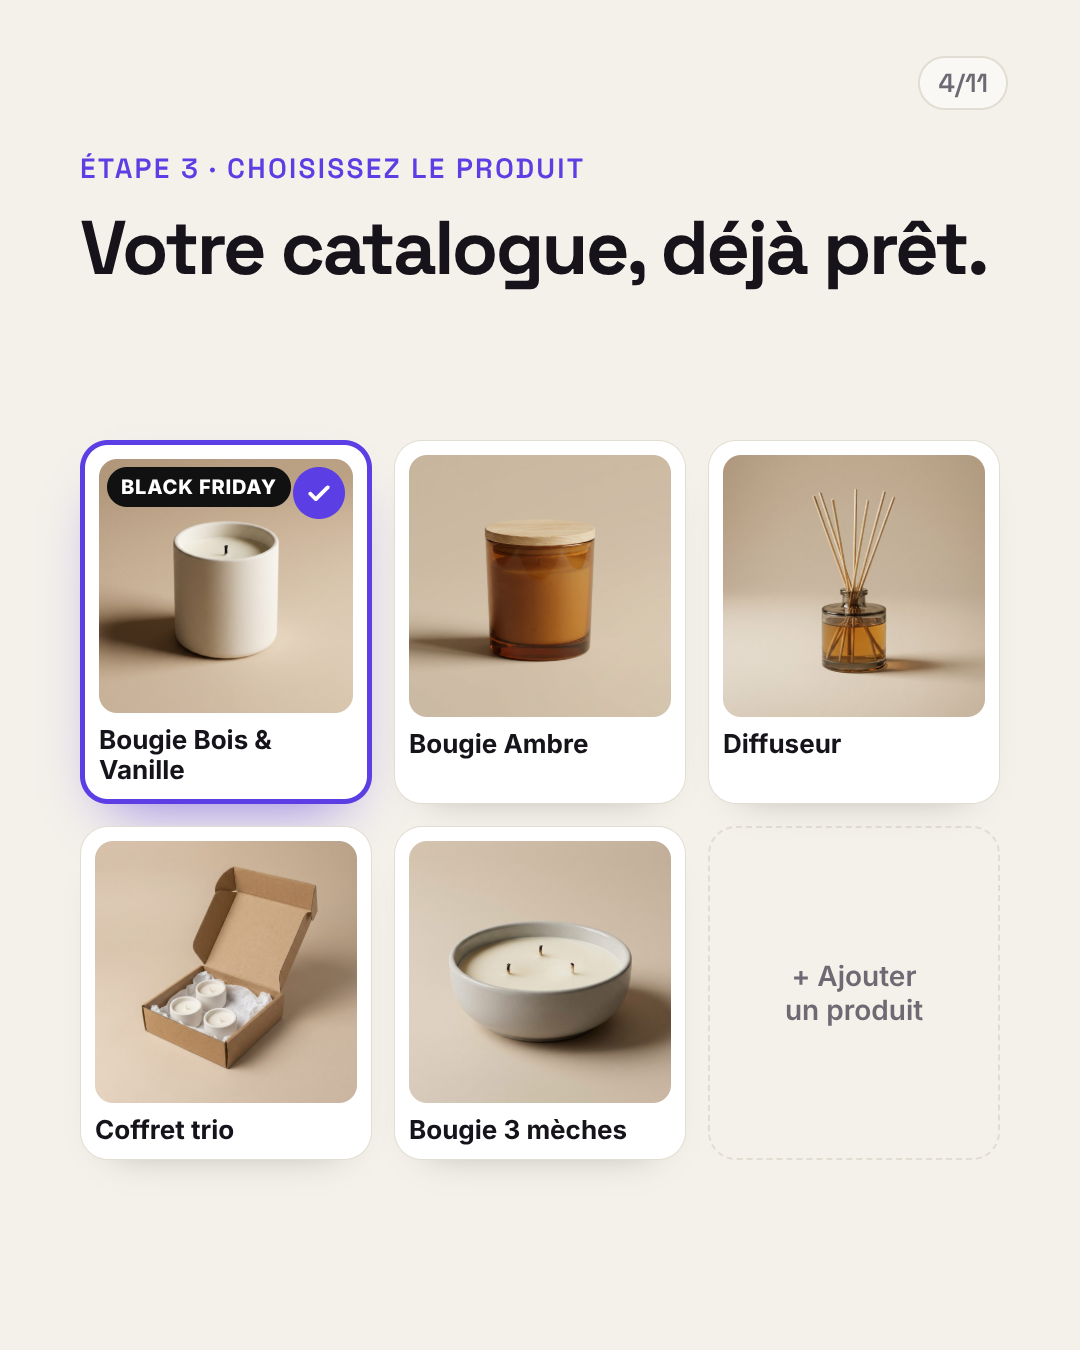 4/11
ÉTAPE 3 · CHOISISSEZ LE PRODUIT
Votre catalogue, déjà prêt.
BLACK FRIDAY
Bougie Bois &
Vanille
Bougie Ambre
Diffuseur
Coffret trio
Bougie 3 mèches
+ Ajouter
un produit